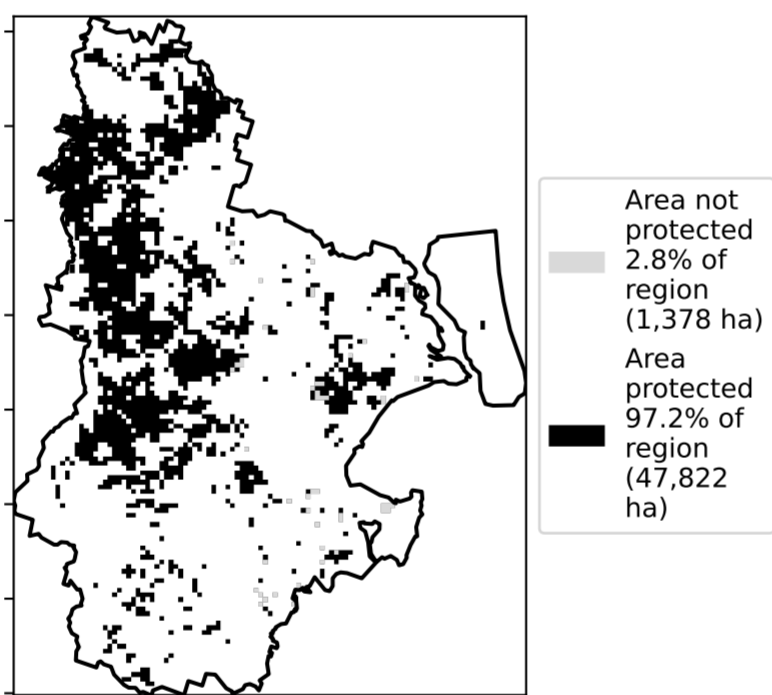 Area not
protected
2.8% of
region
(1,378 ha)
Area
protected
97.2% of
region
(47,822
ha)